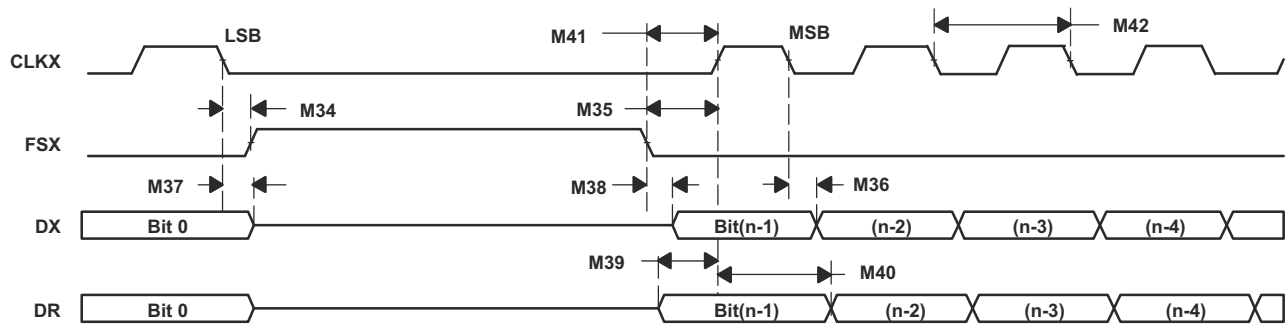 LSB
M41
MSB
M42
CLKX
M34
M35
FSX
M37
M38
M36
DX
Bit 0
Bit(n-1)
(n-2)
(n-3)
(n-4)
M39
M40
DR
Bit 0
Bit(n-1)
(n-2)
(n-3)
(n-4)